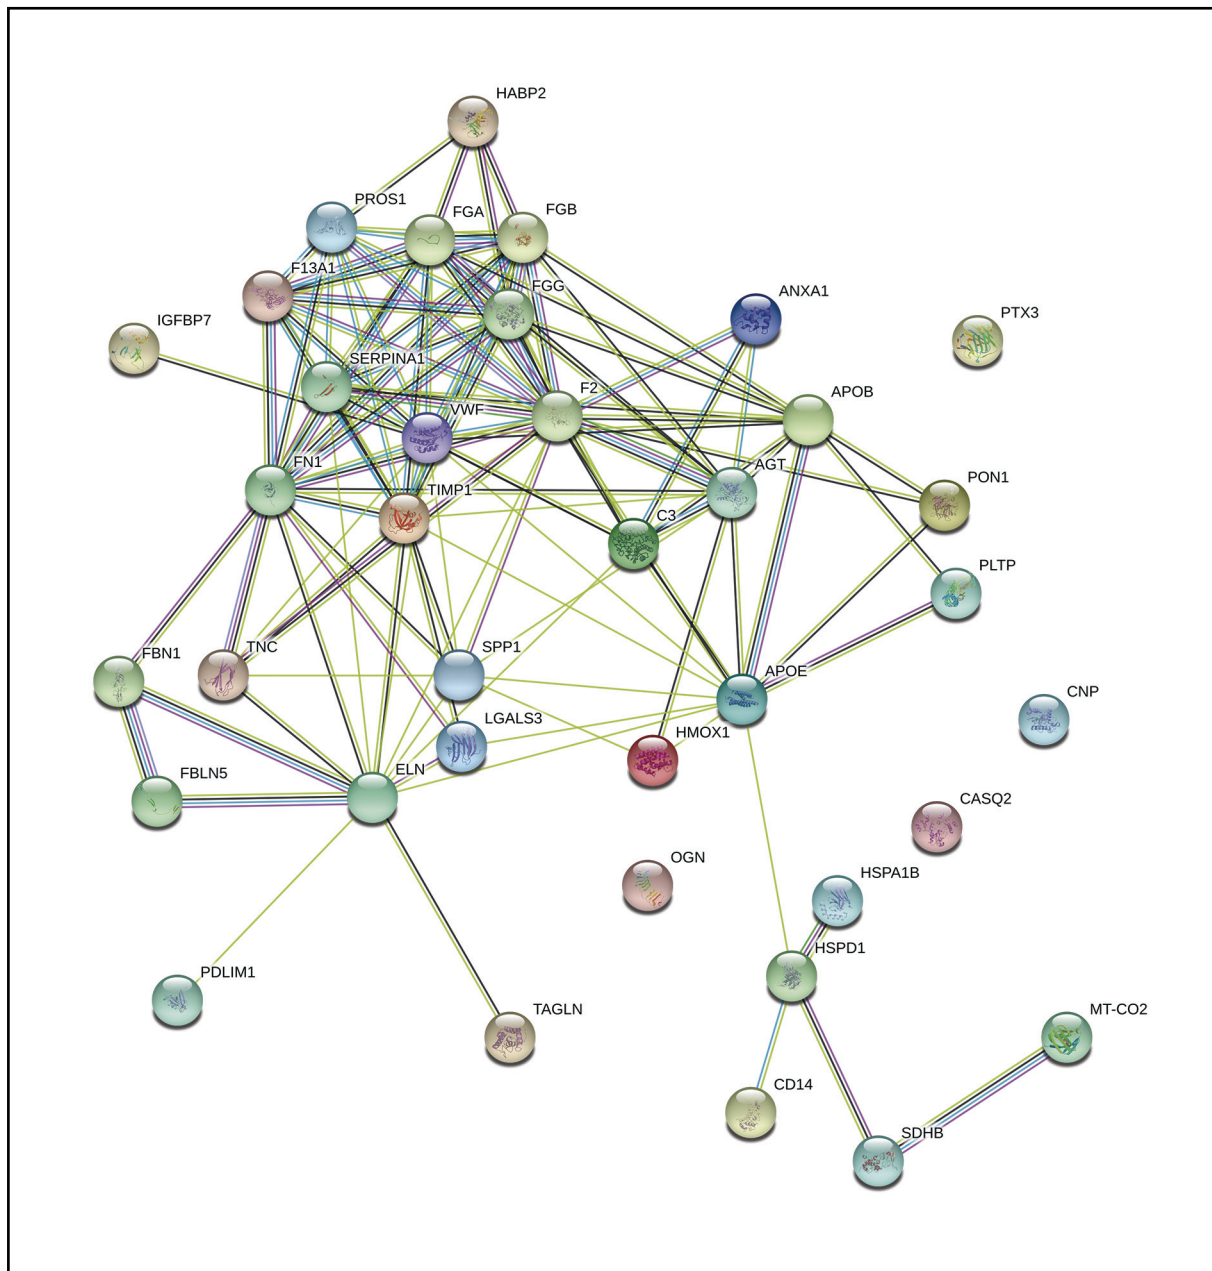 HABP2
PROS1
FGA
FGB
F13A1
FGG
ANXA1
PTX3
IGFBP7
SERPINA1
F2
APOB
VWF
FN1
AGT
TIMP1
PON1
C3
PLTP
TNC
SPP1
FBN1
APOE
CNP
LGALS3
HMOX1
FBLN5
ELN
CASQ2
OGN
HSPA1B
HSPD1
PDLIM1
TAGLN
MT-CO2
CD14
SDHB